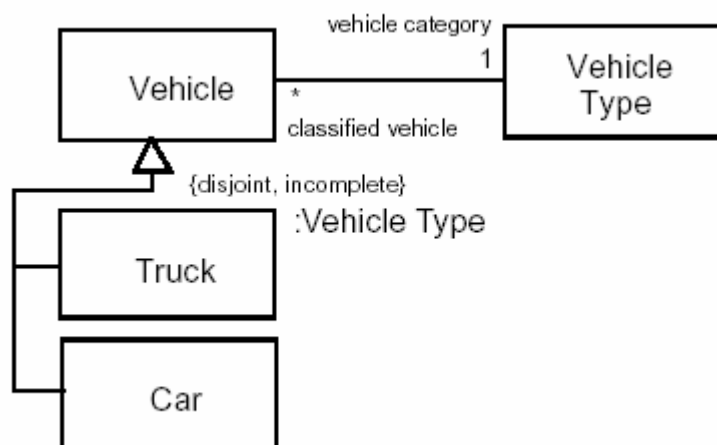 vehicle category
Vehicle
*
1
Vehicle
Type
classified vehicle
{disjoint, incomplete}
:Vehicle Type
Truck
Car